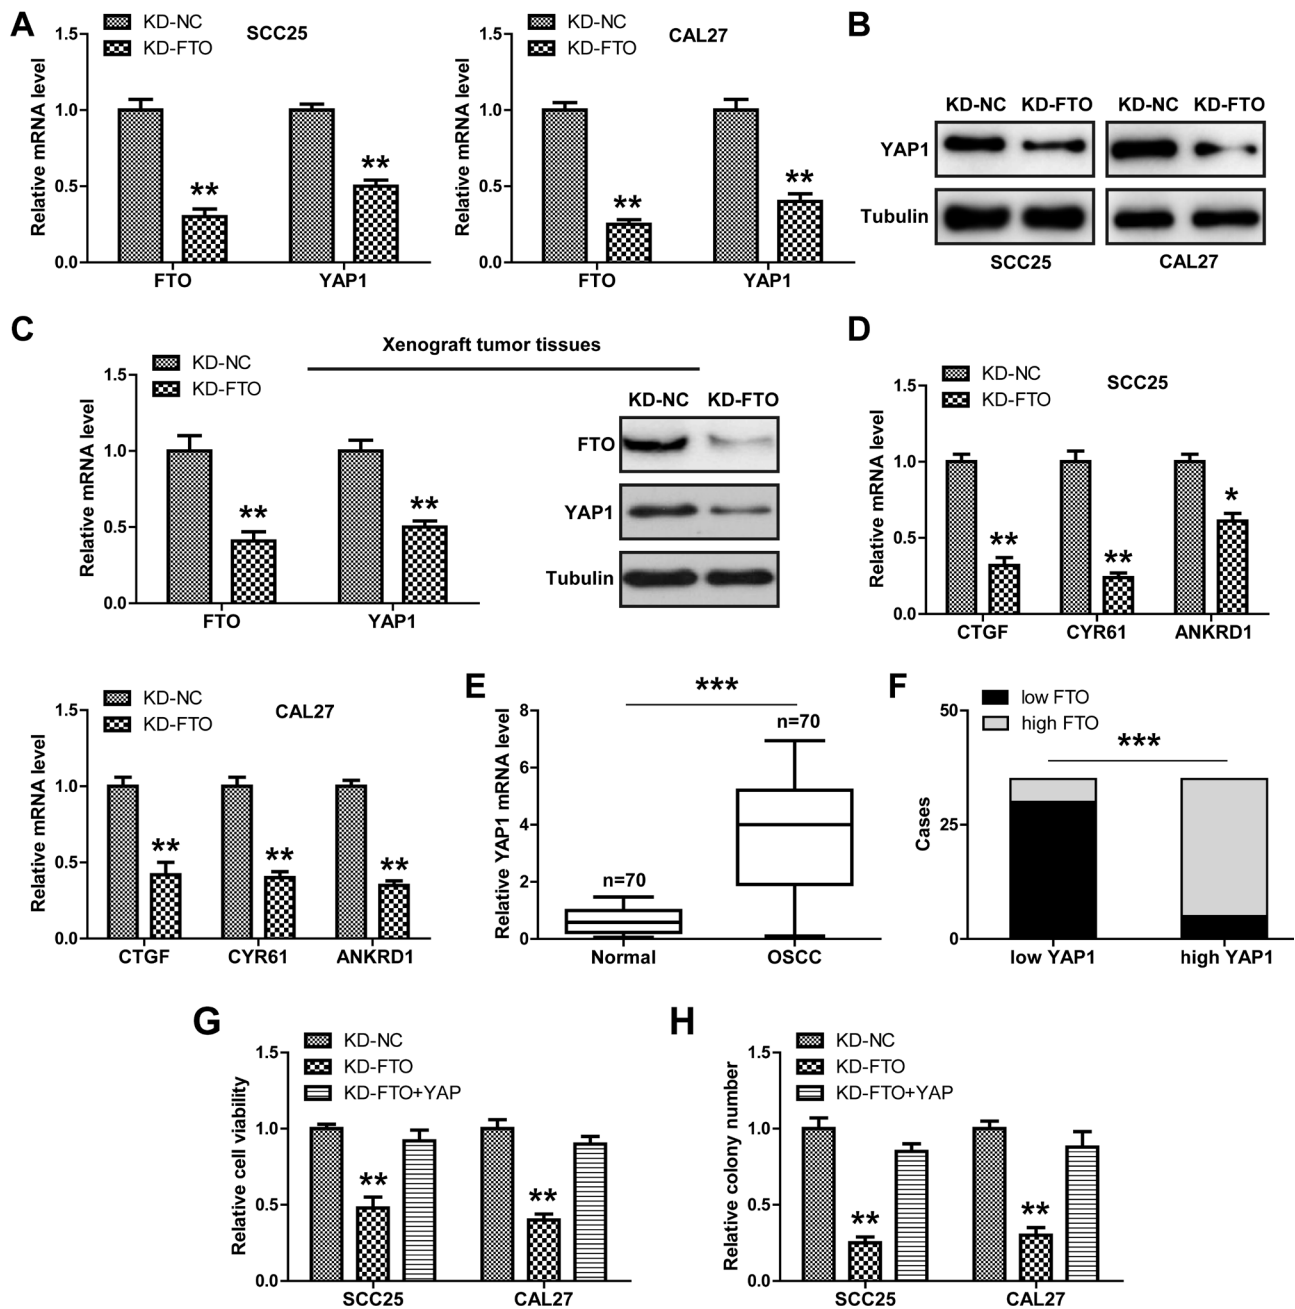 A
KD-NC
KD-FTO
SCC25
Relative mRNA level
1.5
1.0
0.5
0.0
**
**
FTO
YAP1
KD-NC
KD-FTO
CAL27
Relative mRNA level
1.5
1.0
0.5
0.0
**
**
FTO
YAP1
B
KD-NC KD-FTO KD-NC KD-FTO
YAP1
Tubulin
SCC25
CAL27
C
Xenograft tumor tissues
KD-NC
KD-FTO
Relative mRNA level
1.5
1.0
0.5
0.0
**
**
FTO
YAP1
KD-NC KD-FTO
FTO
YAP1
Tubulin
D
KD-NC
KD-FTO
SCC25
Relative mRNA level
1.5
1.0
0.5
0.0
**
**
*
CTGF
CYR61
ANKRD1
KD-NC
KD-FTO
CAL27
Relative mRNA level
1.5
1.0
0.5
0.0
**
**
**
CTGF
CYR61
ANKRD1
E
Relative YAP1 mRNA level
8
6
4
2
0
***
n=70
n=70
Normal
OSCC
F
low FTO
high FTO
Cases
50
25
0
***
low YAP1
high YAP1
G
KD-NC
KD-FTO
KD-FTO+YAP
Relative cell viability
1.5
1.0
0.5
0.0
**
**
SCC25
CAL27
H
KD-NC
KD-FTO
KD-FTO+YAP
Relative colony number
1.5
1.0
0.5
0.0
**
**
SCC25
CAL27